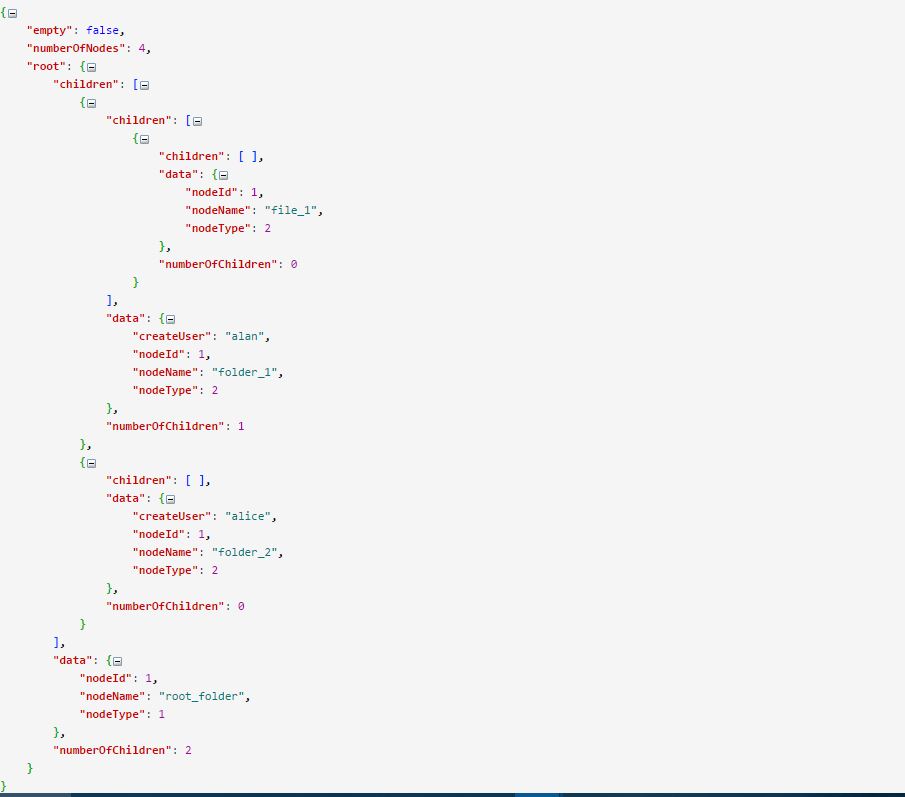 {
"empty": false,
"numberOfNodes": 4,
"root": {
"children": [
{
"children": [
{
"children": [ ],
"data": {
"nodeId": 1,
"nodeName": "file_1",
"nodeType": 2
},
"numberOfChildren": 0
}
],
"data": {
"createUser": "alan",
"nodeId": 1,
"nodeName": "folder_1",
"nodeType": 2
},
"numberOfChildren": 1
},
{
"children": [ ],
"data": {
"createUser": "alice",
"nodeId": 1,
"nodeName": "folder_2",
"nodeType": 2
},
"numberOfChildren": 0
}
],
"data": {
"nodeId": 1,
"nodeName": "root_folder",
"nodeType": 1
},
"numberOfChildren": 2
}
}